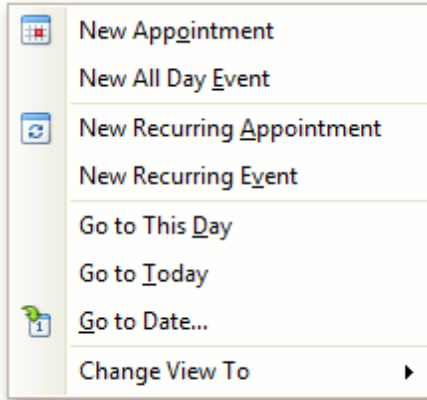 New Appointment
New All Day Event
New Recurring Appointment
New Recurring Event
Go to This Day
Go to Today
1 Go to Date...
Change View To